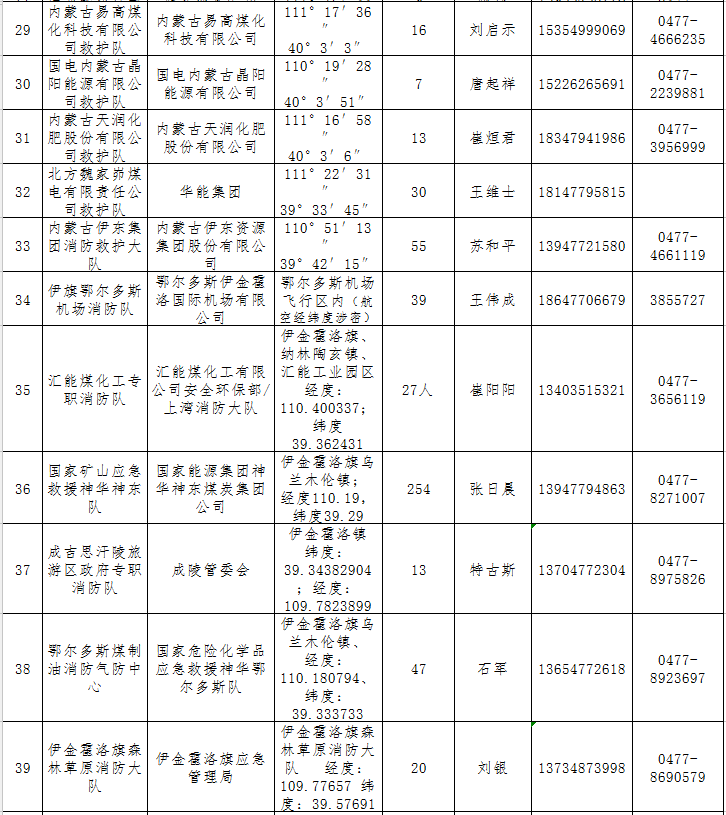 29
内蒙古易高煤
化科技有限公
司救护队
内蒙古易高煤化
科技有限公司
111°17′36
″
40°3′3″
16
刘启示
15354999069
0477-
4666235
30
国电内蒙古晶
阳能源有限公
司救护队
国电内蒙古晶阳
能源有限公司
110°19′28
″
40°3′51″
7
唐起祥
15226265691
0477-
2239881
31
内蒙古天润化
肥股份有限公
司救护队
内蒙古天润化肥
股份有限公司
111°16′58
″
40°3′6″
13
崔烜君
18347941986
0477-
3956999
32
北方魏家峁煤
电有限责任公
司救护队
华能集团
111°22′31
″
39°33′45″
30
王维士
18147795815
33
内蒙古伊东集
团消防救护大
队
内蒙古伊东资源
集团股份有限公
司
110°51′13
″
39°42′15″
55
苏和平
13947721580
0477-
4661119
34
伊旗鄂尔多斯
机场消防队
鄂尔多斯伊金霍
洛国际机场有限
公司
鄂尔多斯机场
飞行区内（航
空经纬度涉密）
39
王伟成
18647706679
3855727
35
汇能煤化工专
职消防队
汇能煤化工有限
公司安全环保部/
上湾消防大队
伊金霍洛旗、
纳林陶亥镇、
汇能工业园区
经度：
110.400337；
纬度
39.362431
27人
崔阳阳
13403515321
0477-
3656119
36
国家矿山应急
救援神华神东
队
国家能源集团神
华神东煤炭集团
公司
伊金霍洛旗乌
兰木伦镇；
经度110.19，
纬度39.29
254
张日晨
13947794863
0477-
8271007
37
成吉思汗陵旅
游区政府专职
消防队
成陵管委会
伊金霍洛镇
纬度：
39.34382904
；经度：
109.7823899
13
特古斯
13704772304
0477-
8975826
38
鄂尔多斯煤制
油消防气防中
心
国家危险化学品
应急救援神华鄂
尔多斯队
伊金霍洛旗乌
兰木伦镇、
经度：
110.180794、
纬度：
39.333733
47
石军
13654772618
0477-
8923697
39
伊金霍洛旗森
林草原消防大
队
伊金霍洛旗应急
管理局
伊金霍洛旗森
林草原消防大
队 经度：
109.77657 纬
度：39.57691
20
刘银
13734873998
0477-
8690579